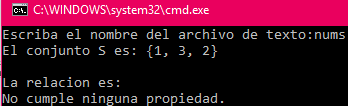 C:\WINDOWS\system32\cmd.exe
Escriba el nombre del archivo de texto:nums
El conjunto S es: {1, 3, 2}
La relacion es:
No cumple ninguna propiedad.